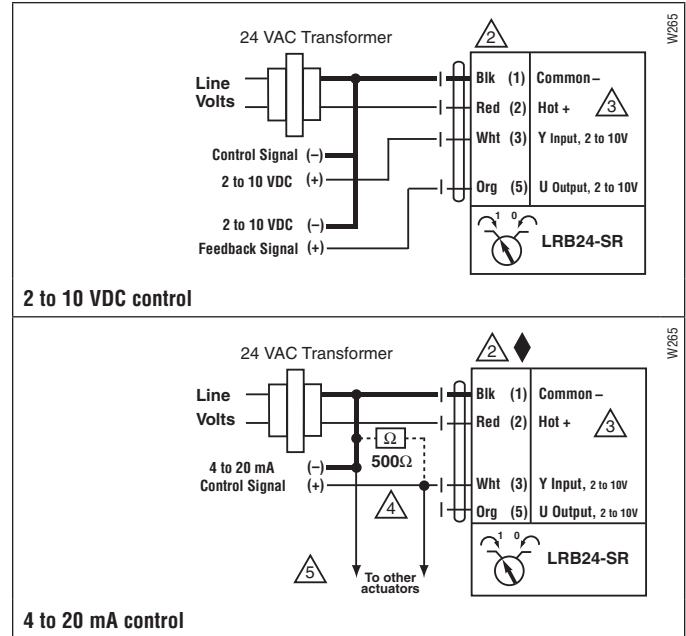 W265
24 VAC Transformer
2
Line
Volts
Blk (1) Common –
Red (2) Hot +
3
Wht (3) Y Input, 2 to 10V
Control Signal (–)
2 to 10 VDC (+)
Org (5) U Output, 2 to 10V
2 to 10 VDC (–)
Feedback Signal (+)
1 0
LRB24-SR
2 to 10 VDC control
W265
24 VAC Transformer
2
Line
Volts
Blk (1) Common –
Red (2) Hot +
3
Ω
500Ω
4 to 20 mA (–)
Control Signal (+)
Wht (3) Y Input, 2 to 10V
4
Org (5) U Output, 2 to 10V
1 0
LRB24-SR
5
To other
actuators
4 to 20 mA control